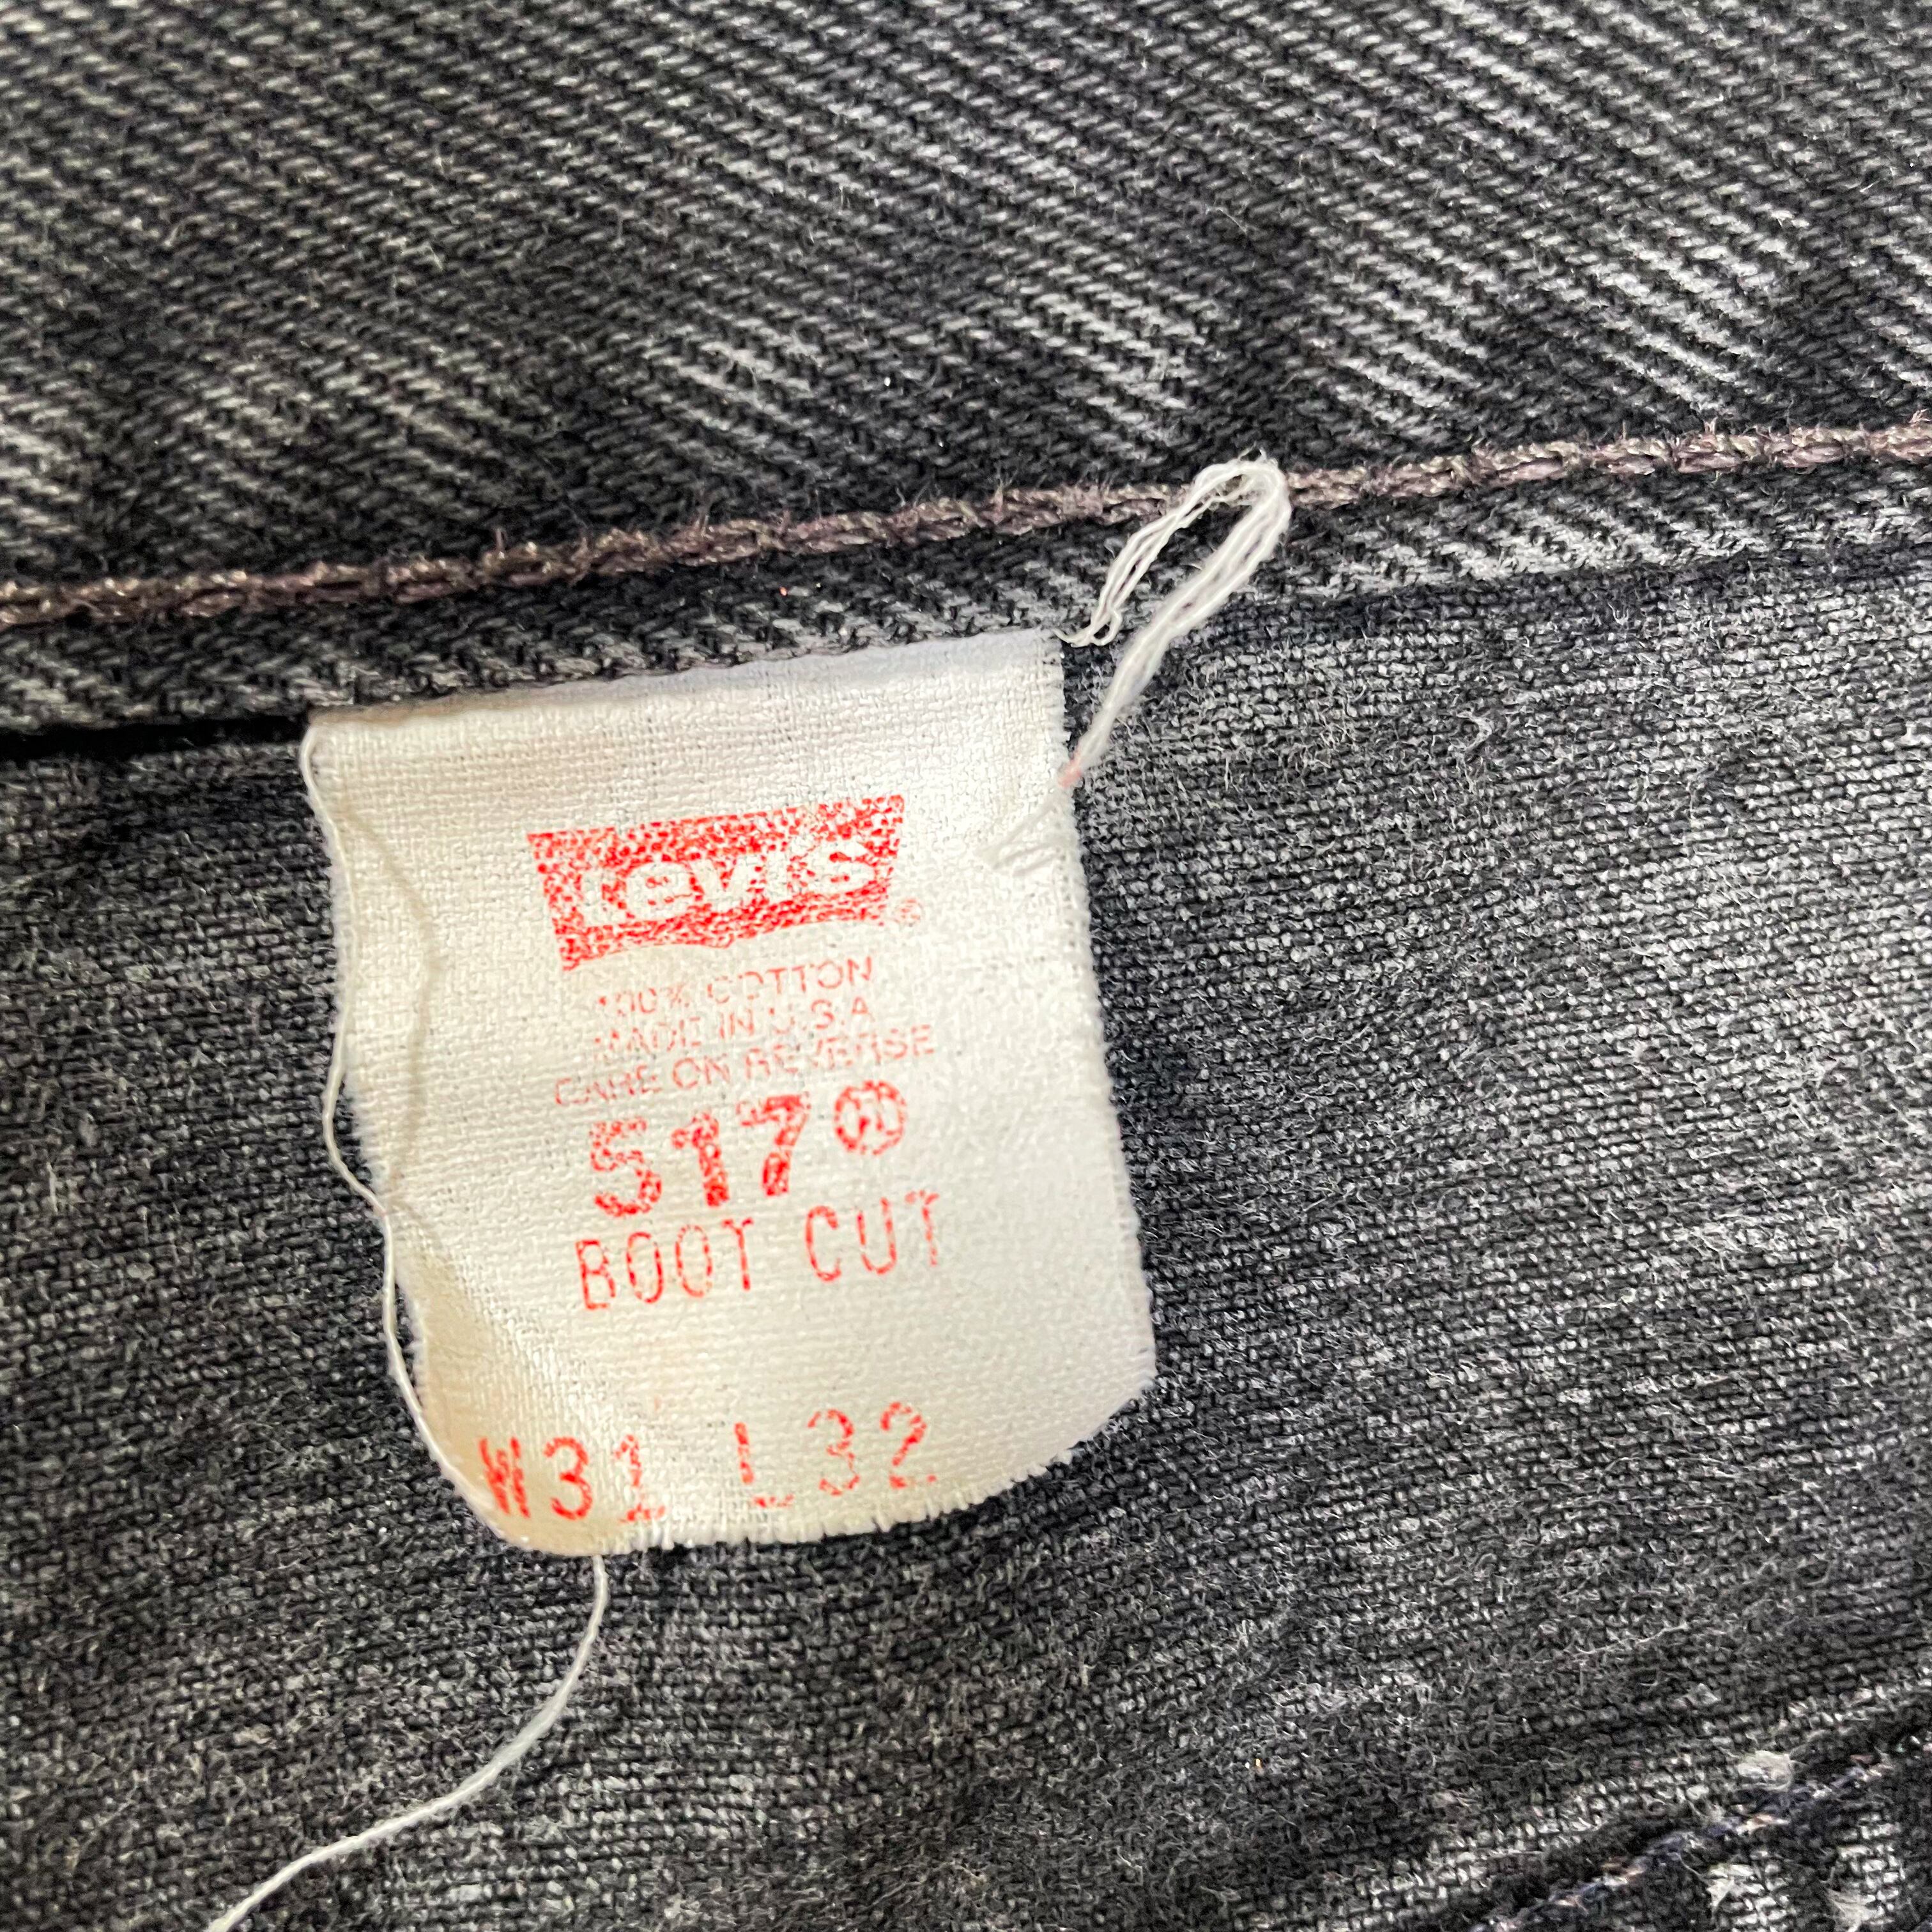 Levi's ®
100% COTTON
MADE IN U.S.A
CARE ON REVERSE
517®
BOOT CUT
W31 L32